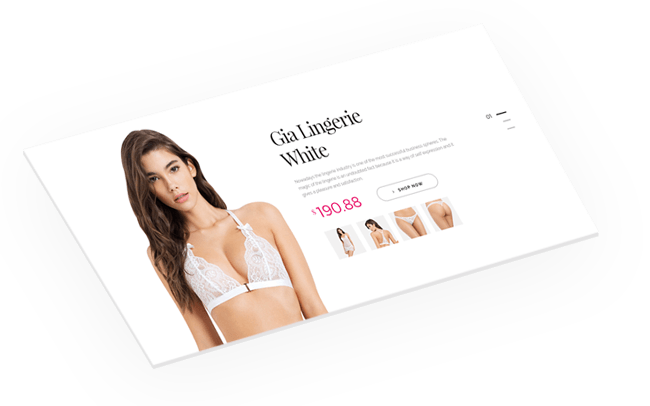 Gia Lingerie
White
Nowadays the lingerie industry is one of the most successful business spheres. The
magic of the lingerie is an undoubted fact because it is a way of self-expression and it
gives a pleasure and satisfaction.
$190.88
SHOP NOW
01